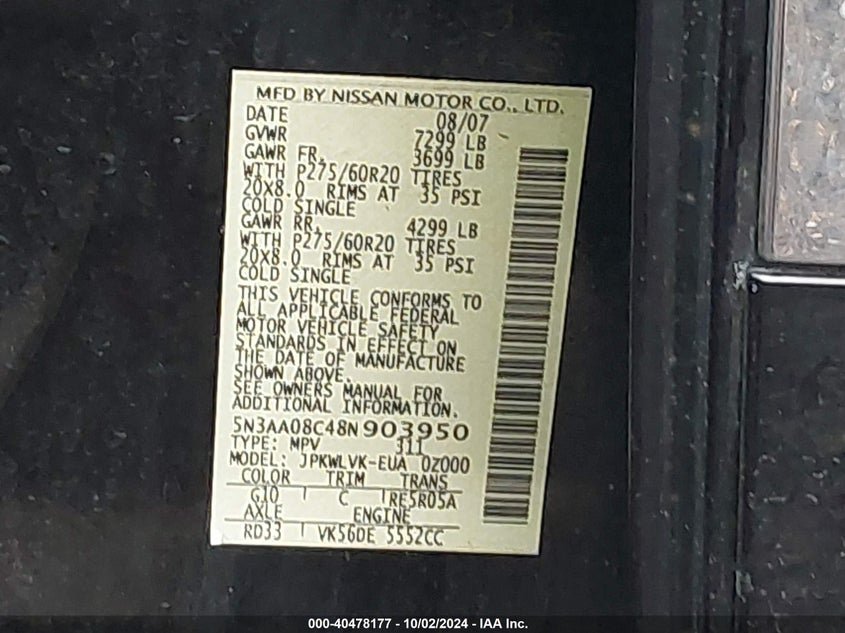 MFD BY NISSAN MOTOR CO., LTD.
DATE 08/07
GVWR 7299 LB
GAWR FR. 3699 LB
WITH P275/60R20 TIRES
20X8.0 RIMS AT 35 PSI
COLD SINGLE
GAWR RR. 4299 LB
WITH P275/60R20 TIRES
20X8.0 RIMS AT 35 PSI
COLD SINGLE
THIS VEHICLE CONFORMS TO
ALL APPLICABLE FEDERAL
MOTOR VEHICLE SAFETY
STANDARDS IN EFFECT ON
THE DATE OF MANUFACTURE
SHOWN ABOVE.
SEE OWNERS MANUAL FOR
ADDITIONAL INFORMATION.
5N3AA08C48N903950
TYPE: MPV 311
MODEL: JPKWLVK-EUA 0Z000
COLOR TRIM TRANS
G10 C RE5R05A
AXLE ENGINE
RD33 VK56DE 5552CC
000-40478177 - 10/02/2024 - IAA Inc.